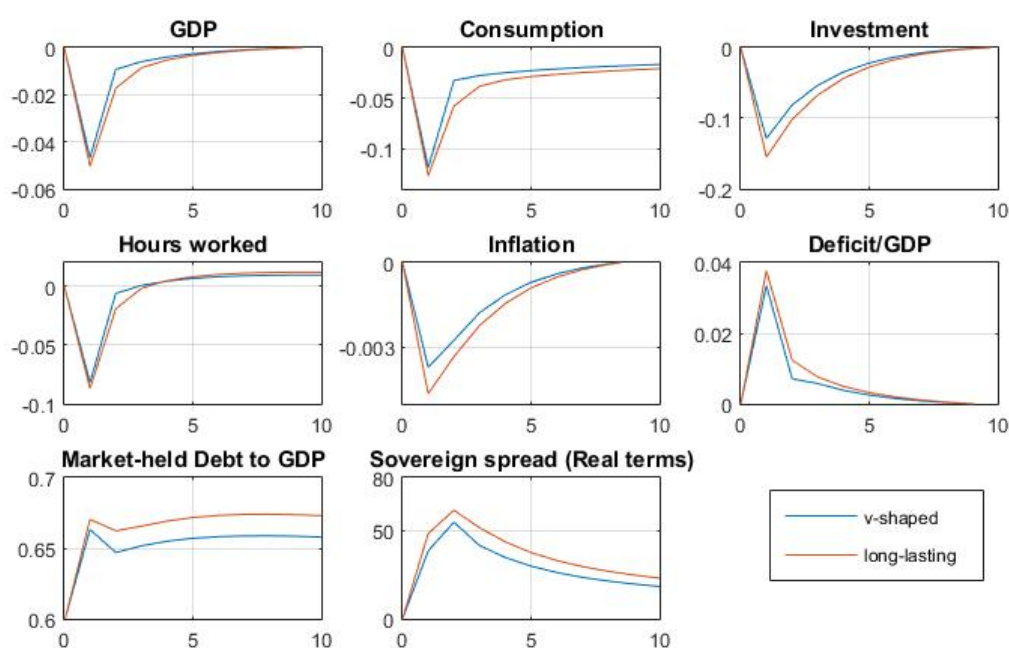 GDP
0
-0.02
-0.04
-0.06
0 5 10
Consumption
0
-0.05
-0.1
0 5 10
Investment
0
-0.1
-0.2
0 5 10
Hours worked
0
-0.05
-0.1
0 5 10
Inflation
0
-0.003
0 5 10
Deficit/GDP
0.04
0.02
0
0 5 10
Market-held Debt to GDP
0.7
0.65
0.6
0 5 10
Sovereign spread (Real terms)
80
50
0
0 5 10
v-shaped
long-lasting